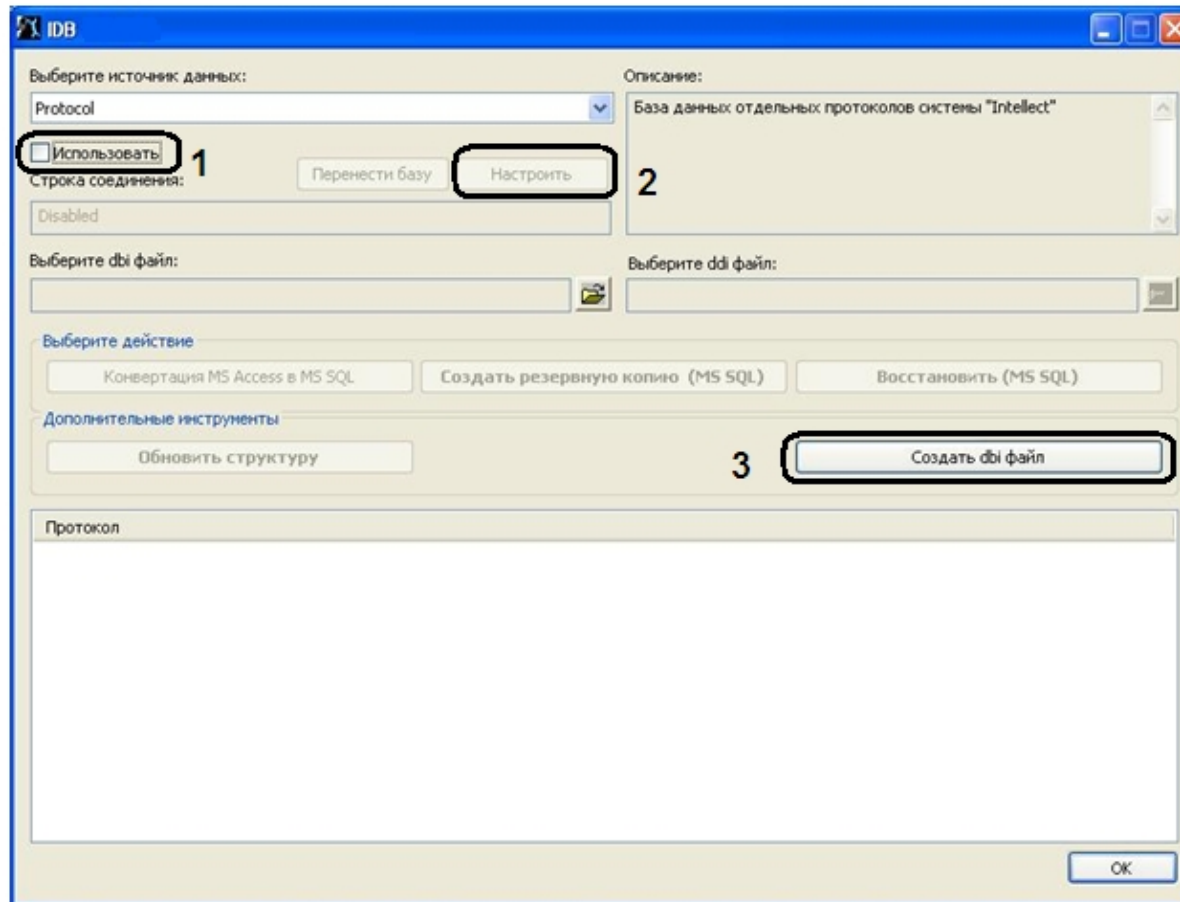 IDB
Выберите источник данных:
Описание:
Protocol
База данных отдельных протоколов системы "Intellect"
Использовать
1
Перенести базу
Настроить
2
Строка соединения:
Disabled
Выберите dbi файл:
Выберите ddi файл:
Выберите действие
Конвертация MS Access в MS SQL
Создать резервную копию (MS SQL)
Восстановить (MS SQL)
Дополнительные инструменты
Обновить структуру
3
Создать dbi файл
Протокол
OK